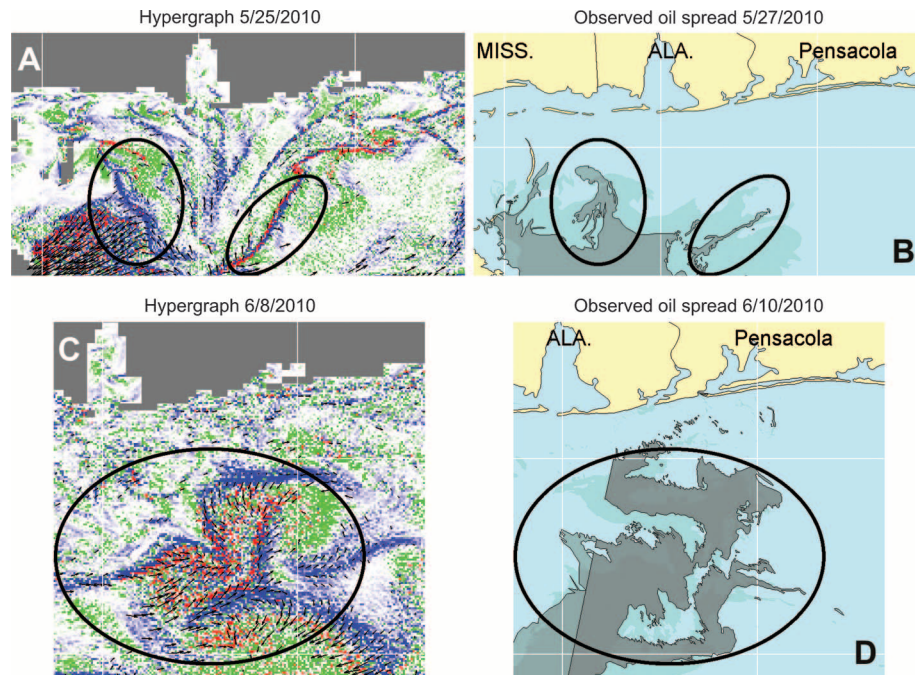 Hypergraph 5/25/2010
Observed oil spread 5/27/2010
A
MISS.
ALA.
Pensacola
B
Hypergraph 6/8/2010
Observed oil spread 6/10/2010
C
ALA.
Pensacola
D